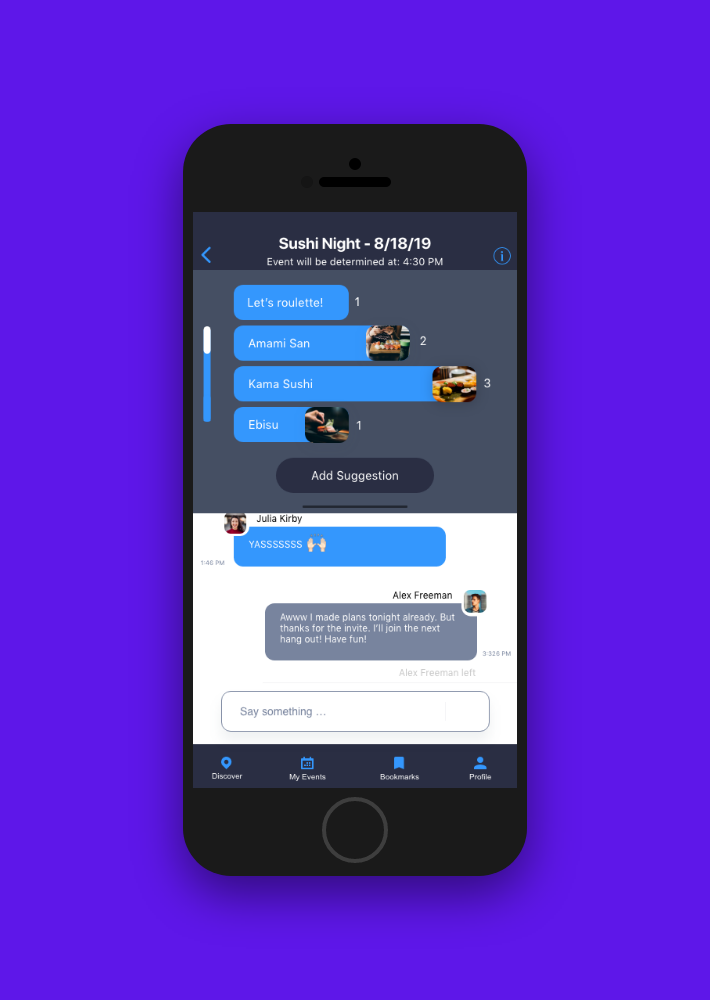 Sushi Night - 8/18/19
Event will be determined at: 4:30 PM
Let's roulette! 1
Amami San 2
Kama Sushi 3
Ebisu 1
Add Suggestion
Julia Kirby
YASSSSSSS 🙌🏻
1:46 PM
Alex Freeman
Awww I made plans tonight already. But
thanks for the invite. I'll join the next
hang out! Have fun!
3:326 PM
Alex Freeman left
Say something ...
Discover My Events Bookmarks Profile